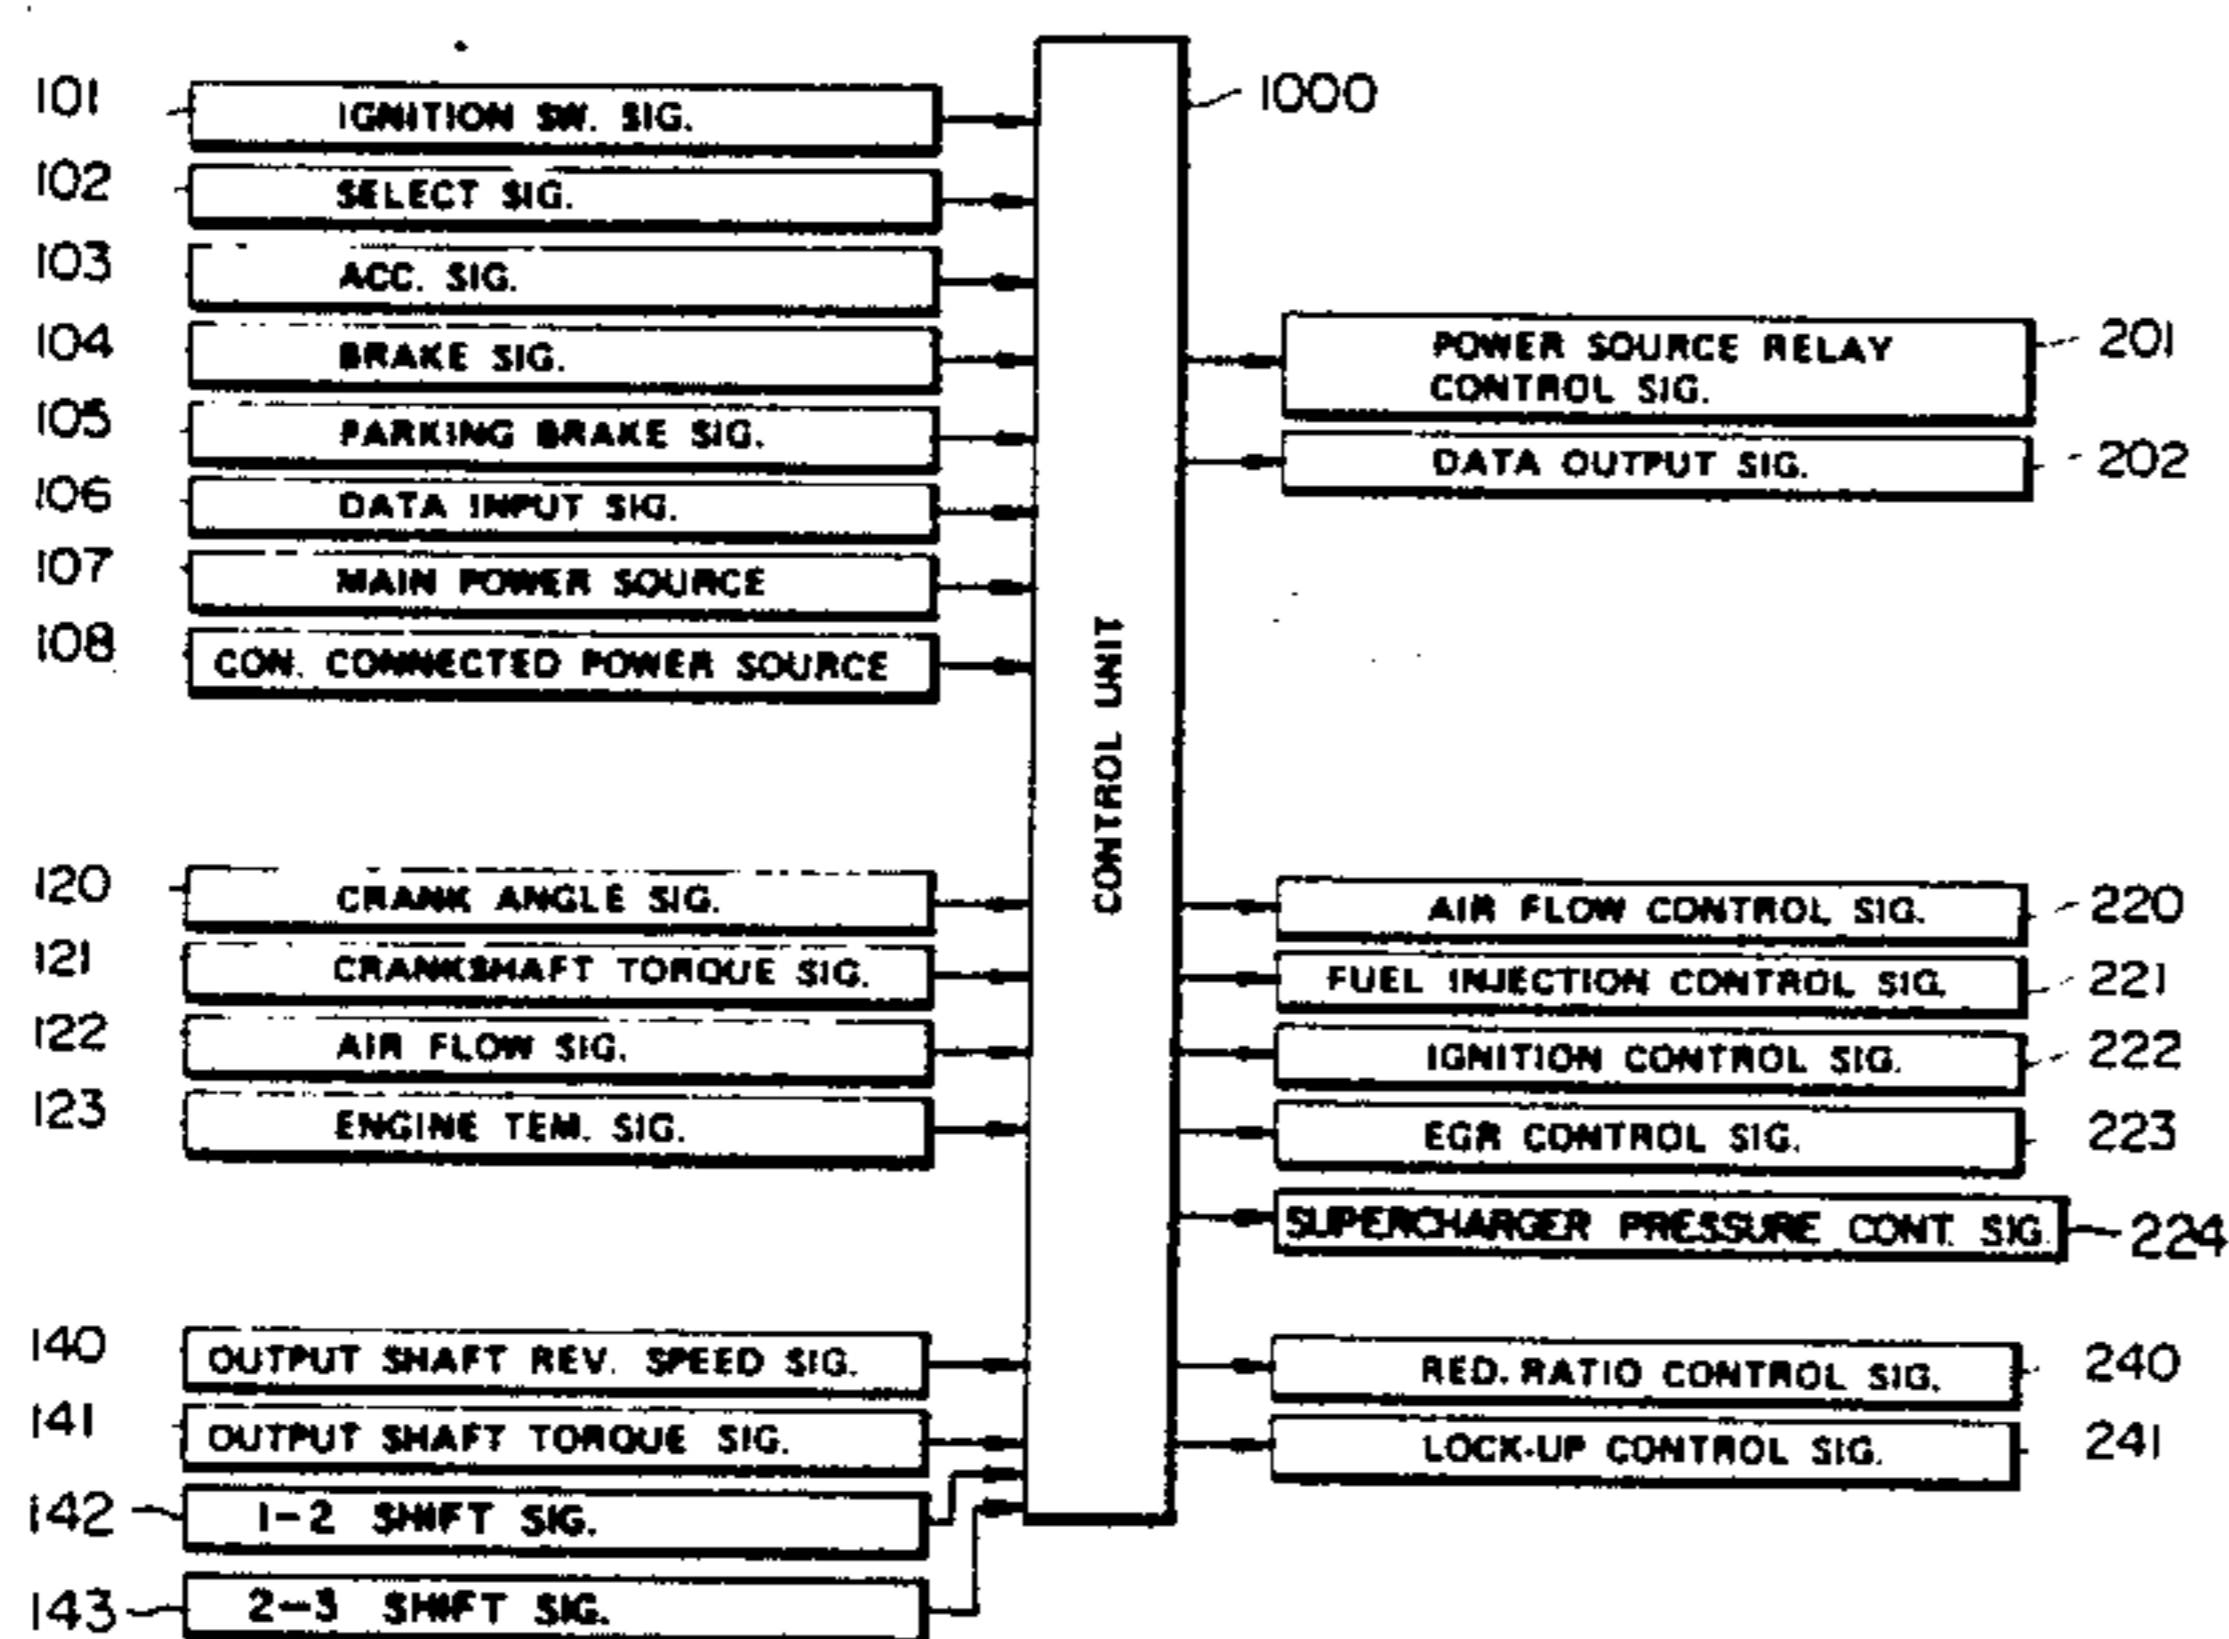 101 IGNITION SW. SIG.
102 SELECT SIG.
103 ACC. SIG.
104 BRAKE SIG.
105 PARKING BRAKE SIG.
106 DATA INPUT SIG.
107 MAIN POWER SOURCE
108 CON. CONNECTED POWER SOURCE
120 CRANK ANGLE SIG.
121 CRANKSHAFT TORQUE SIG.
122 AIR FLOW SIG.
123 ENGINE TEM. SIG.
140 OUTPUT SHAFT REV. SPEED SIG.
141 OUTPUT SHAFT TORQUE SIG.
142 1-2 SHIFT SIG.
143 2-3 SHIFT SIG.
CONTROL UNIT
1000
POWER SOURCE RELAY
CONTROL SIG.
201
DATA OUTPUT SIG. 202
AIR FLOW CONTROL SIG. 220
FUEL INJECTION CONTROL SIG. 221
IGNITION CONTROL SIG. 222
EGR CONTROL SIG. 223
SUPERCHARGER PRESSURE CONT. SIG. 224
RED. RATIO CONTROL SIG. 240
LOCK-UP CONTROL SIG. 241